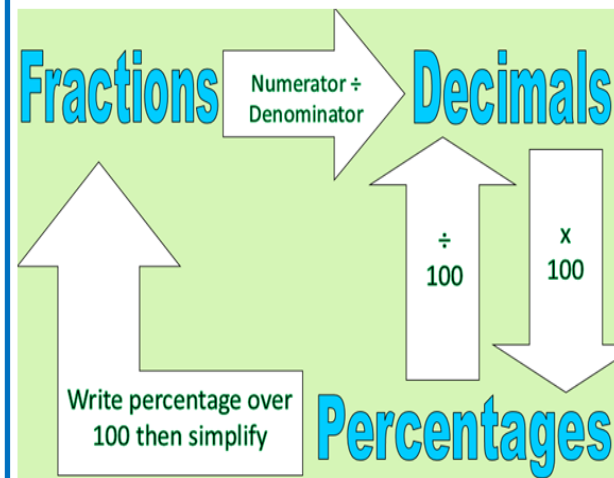 Fractions
Numerator ÷
Denominator
Decimals
÷
100
x
100
Write percentage over
100 then simplify
Percentages